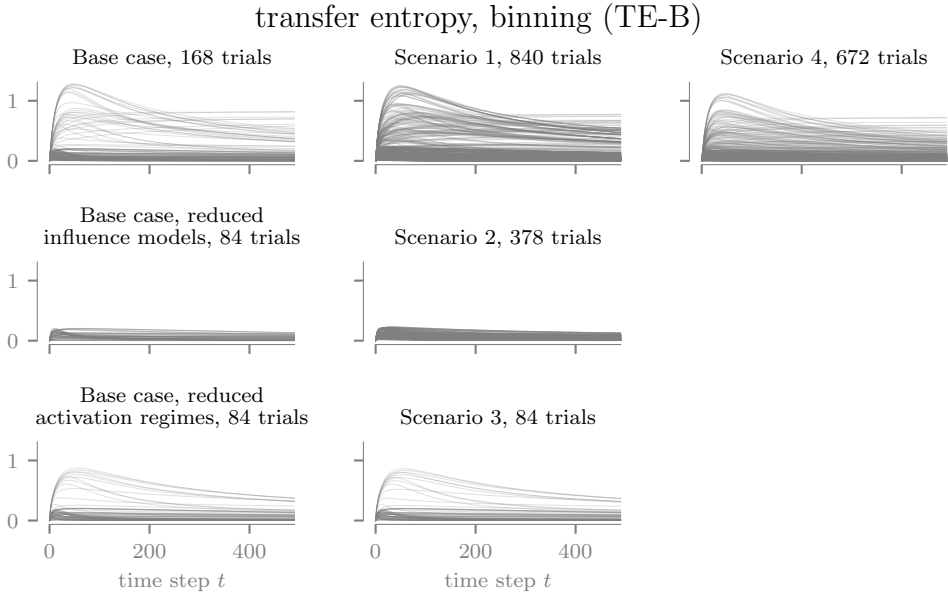 transfer entropy, binning (TE-B)
Base case, 168 trials
Scenario 1, 840 trials
Scenario 4, 672 trials
1
0
Base case, reduced
influence models, 84 trials
Scenario 2, 378 trials
1
0
Base case, reduced
activation regimes, 84 trials
Scenario 3, 84 trials
1
0
0 200 400
0 200 400
time step t
time step t